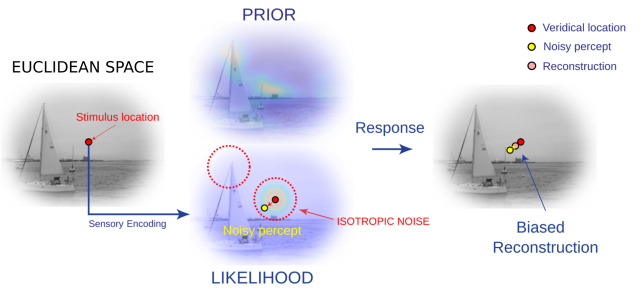 PRIOR
Veridical location
Noisy percept
Reconstruction
EUCLIDEAN SPACE
Stimulus location
Response
Sensory Encoding
Noisy percept
ISOTROPIC NOISE
Biased
Reconstruction
LIKELIHOOD